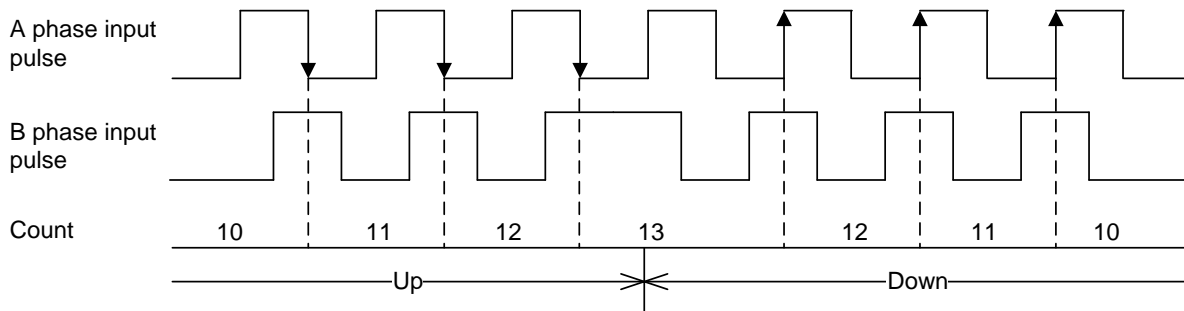 A phase input
pulse
B phase input
pulse
Count
10 11 12 13 12 11 10
Up Down